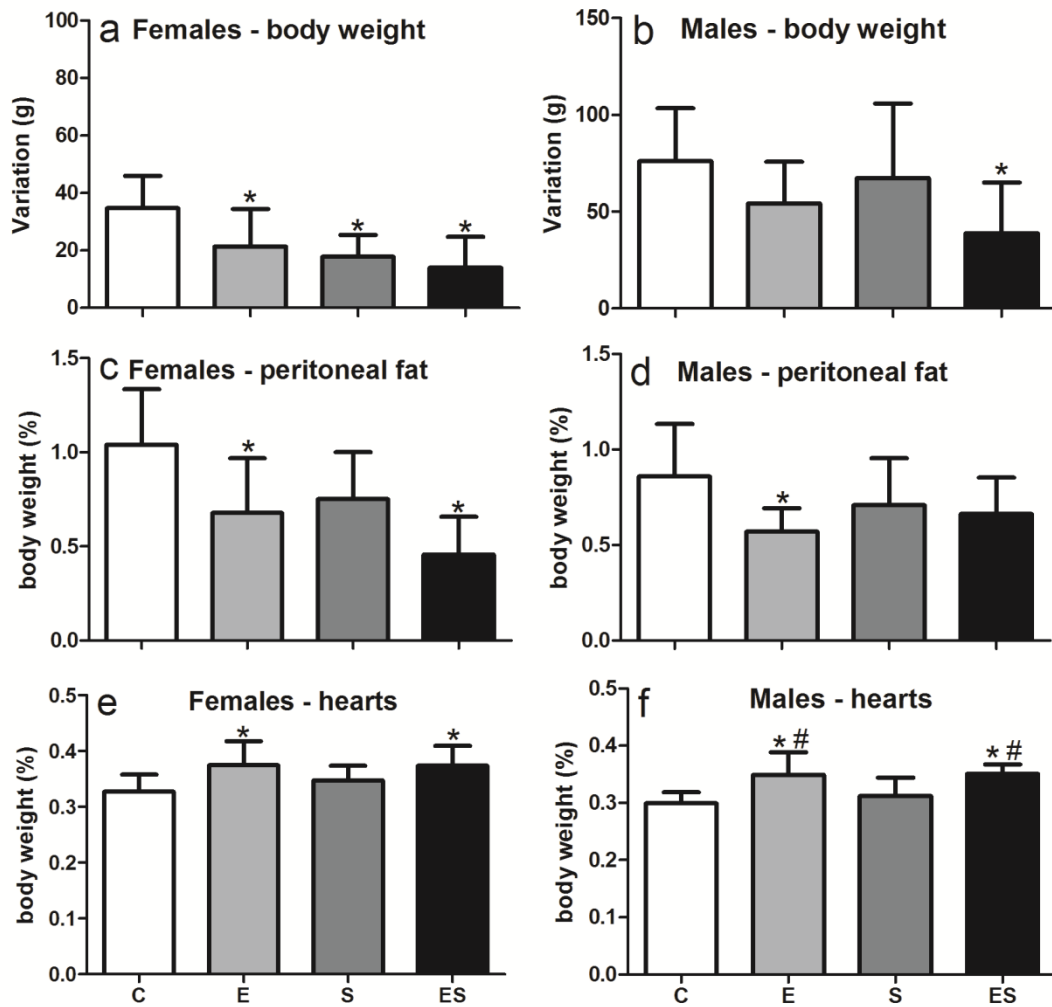 a Females - body weight
Variation (g)
100
80
60
40
20
0
*
*
*
b Males - body weight
Variation (g)
150
100
50
0
*
c Females - peritoneal fat
body weight (%)
1.5
1.0
0.5
0.0
*
*
d Males - peritoneal fat
body weight (%)
1.5
1.0
0.5
0.0
*
e Females - hearts
body weight (%)
0.5
0.4
0.3
0.2
0.1
0.0
*
*
C E S ES
f Males - hearts
body weight (%)
0.5
0.4
0.3
0.2
0.1
0.0
* #
* #
C E S ES